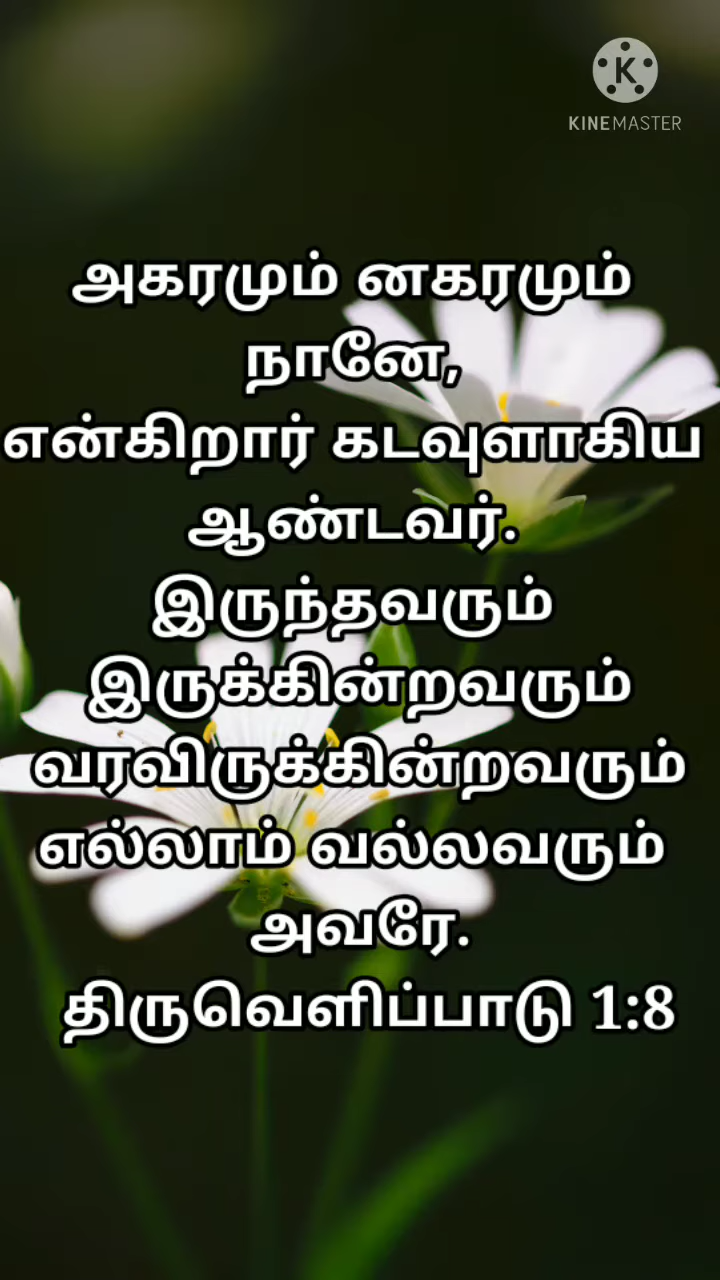 K
KINEMASTER
அகரமும் னகரமும்
நானே,
என்கிறார் கடவுளாகிய
ஆண்டவர்.
இருந்தவரும்
இருக்கின்றவரும்
வரவிருக்கின்றவரும்
எல்லாம் வல்லவரும்
அவரே.
திருவெளிப்பாடு 1:8